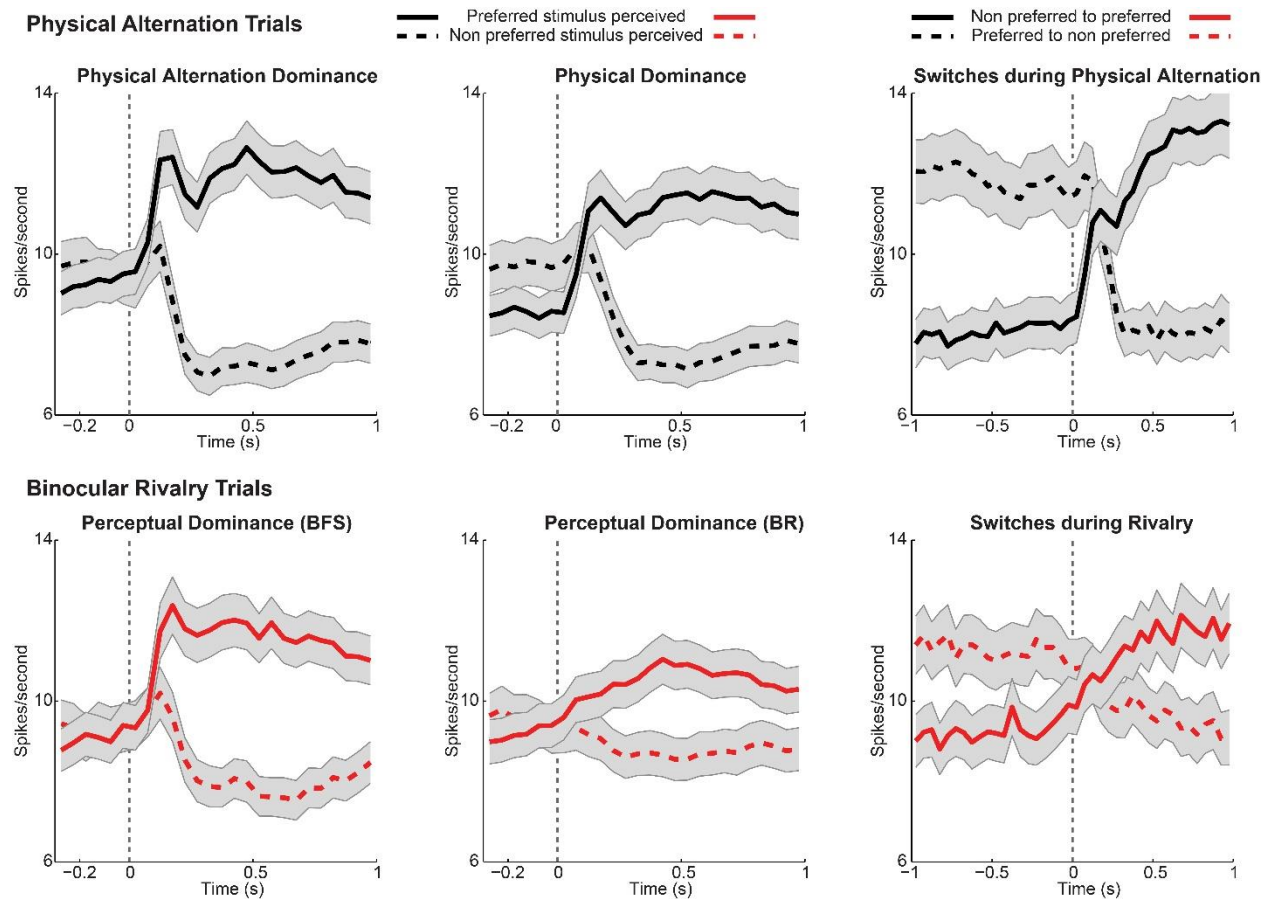 Physical Alternation Trials
Preferred stimulus perceived
Non preferred stimulus perceived
Non preferred to preferred
Preferred to non preferred
Physical Alternation Dominance
14
10
6
Spikes/second
−0.2 0 0.5 1
Time (s)
Physical Dominance
14
10
6
Spikes/second
−0.2 0 0.5 1
Time (s)
Switches during Physical Alternation
14
10
6
Spikes/second
−1 −0.5 0 0.5 1
Time (s)
Binocular Rivalry Trials
Perceptual Dominance (BFS)
14
10
6
Spikes/second
−0.2 0 0.5 1
Time (s)
Perceptual Dominance (BR)
14
10
6
Spikes/second
−0.2 0 0.5 1
Time (s)
Switches during Rivalry
14
10
6
Spikes/second
−1 −0.5 0 0.5 1
Time (s)